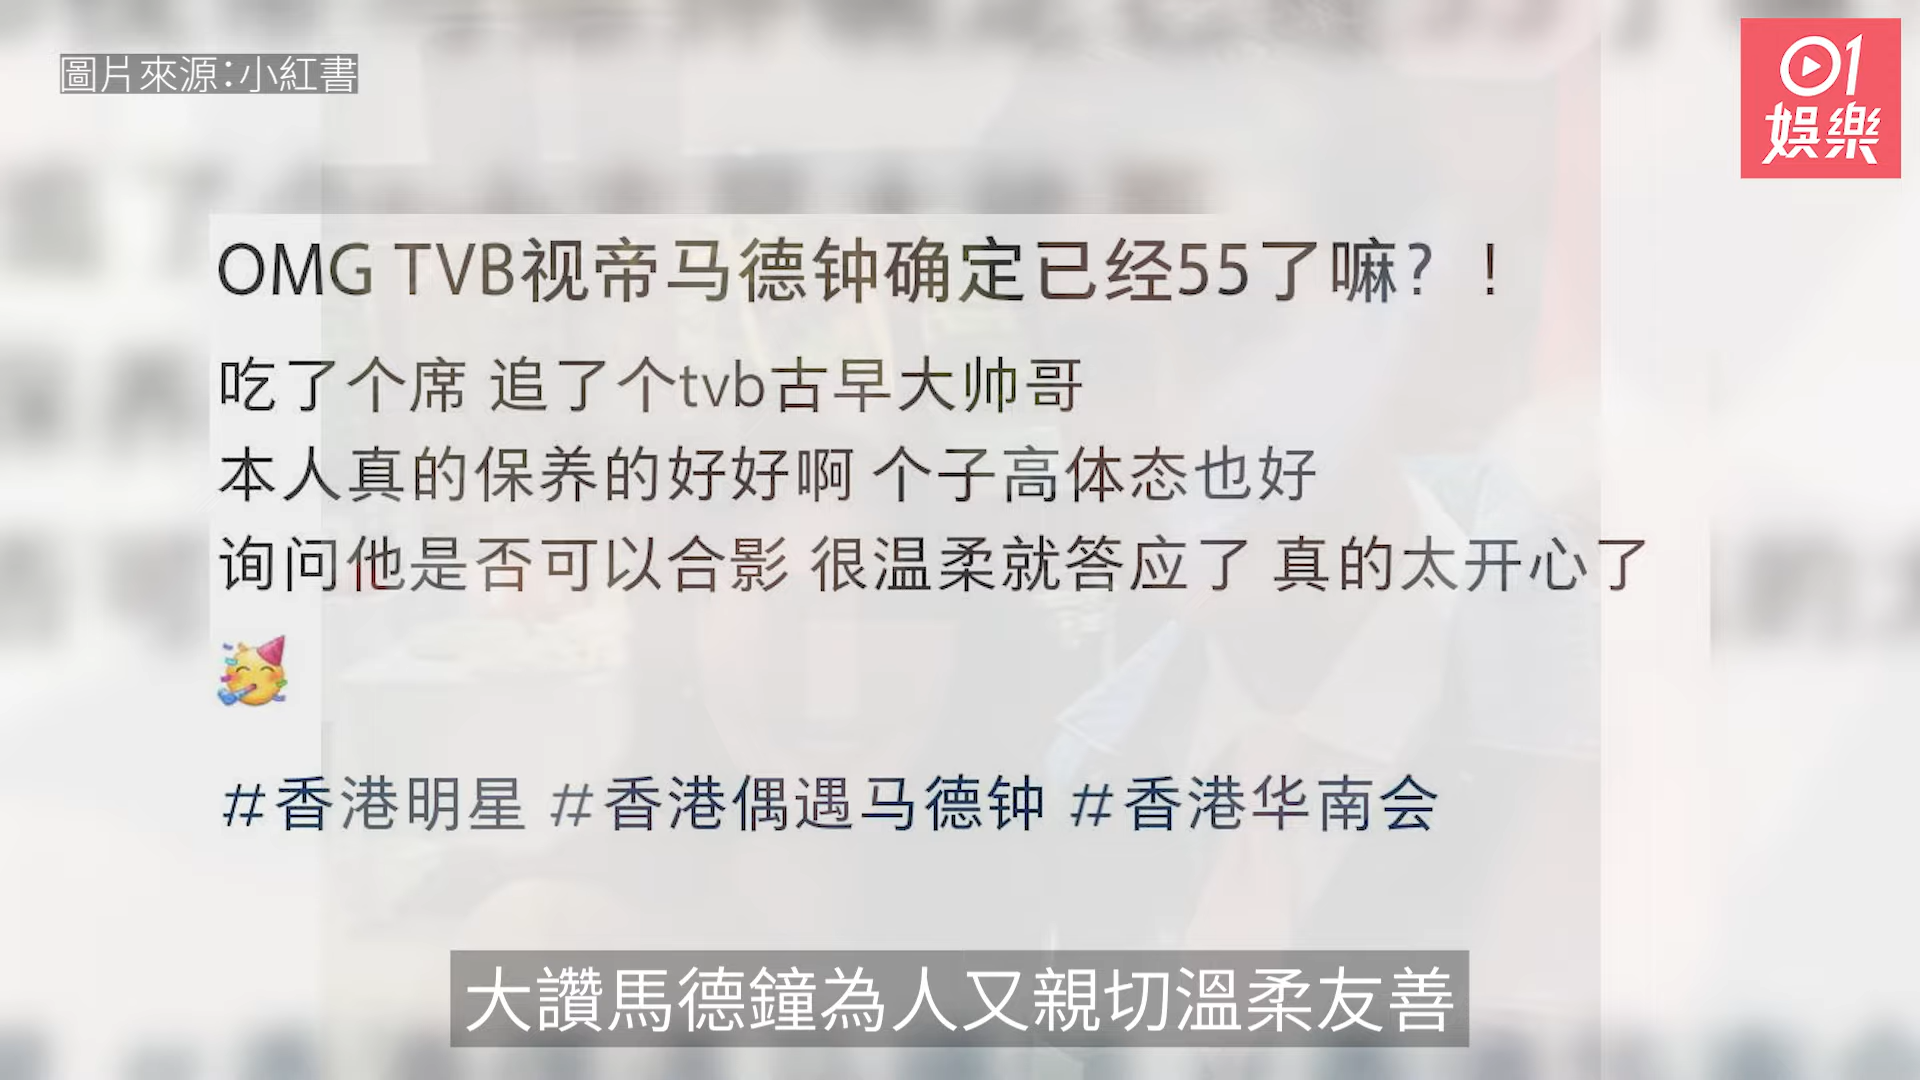 圖片來源：小紅書
01
娛樂
OMG TVB视帝马德钟确定已经55了嘛？！
吃了个席 追了个tvb古早大帅哥
本人真的保养的好好啊 个子高体态也好
询问他是否可以合影 很温柔就答应了 真的太开心了
🥳
#香港明星 #香港偶遇马德钟 #香港华南会
大讚馬德鐘為人又親切溫柔友善